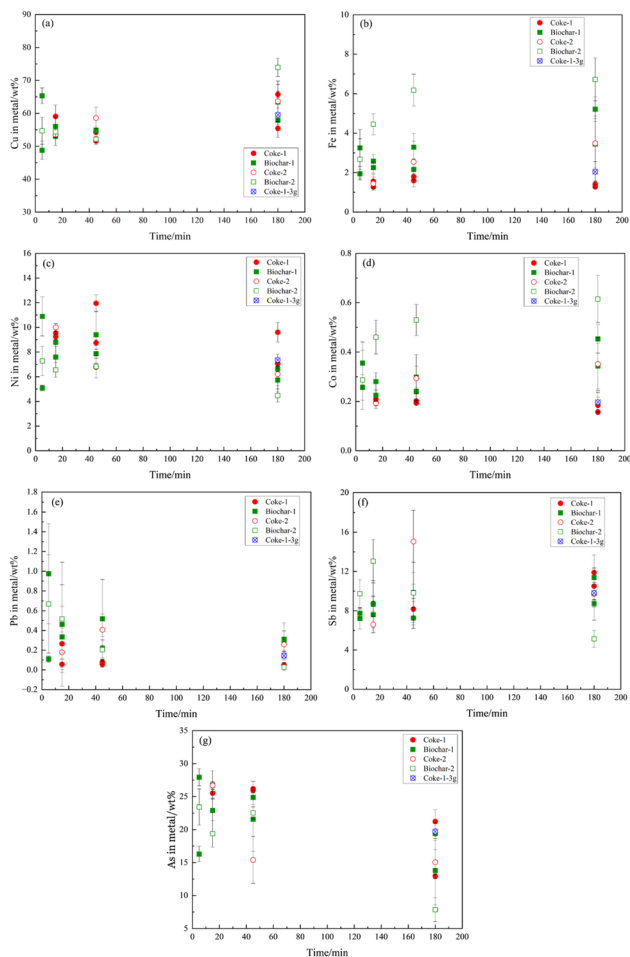 (a)
Coke-1
Biochar-1
Coke-2
Biochar-2
Coke-1-3g
Cu in metal/wt%
80
70
60
50
40
30
20
10
0
0 20 40 60 80 100 120 140 160 180 200
Time/min
(b)
Coke-1
Biochar-1
Coke-2
Biochar-2
Coke-1-3g
Fe in metal/wt%
10
8
6
4
2
0
0 20 40 60 80 100 120 140 160 180 200
Time/min
(c)
Coke-1
Biochar-1
Coke-2
Biochar-2
Coke-1-3g
Ni in metal/wt%
16
14
12
10
8
6
4
2
0
0 20 40 60 80 100 120 140 160 180 200
Time/min
(d)
Coke-1
Biochar-1
Coke-2
Biochar-2
Coke-1-3g
Co in metal/wt%
0.8
0.6
0.4
0.2
0.0
0 20 40 60 80 100 120 140 160 180 200
Time/min
(e)
Coke-1
Biochar-1
Coke-2
Biochar-2
Coke-1-3g
Pb in metal/wt%
1.8
1.6
1.4
1.2
1.0
0.8
0.6
0.4
0.2
0.0
−0.2
0 20 40 60 80 100 120 140 160 180 200
Time/min
(f)
Coke-1
Biochar-1
Coke-2
Biochar-2
Coke-1-3g
Sb in metal/wt%
20
16
12
8
4
0
0 20 40 60 80 100 120 140 160 180 200
Time/min
(g)
Coke-1
Biochar-1
Coke-2
Biochar-2
Coke-1-3g
As in metal/wt%
35
30
25
20
15
10
5
0 20 40 60 80 100 120 140 160 180 200
Time/min